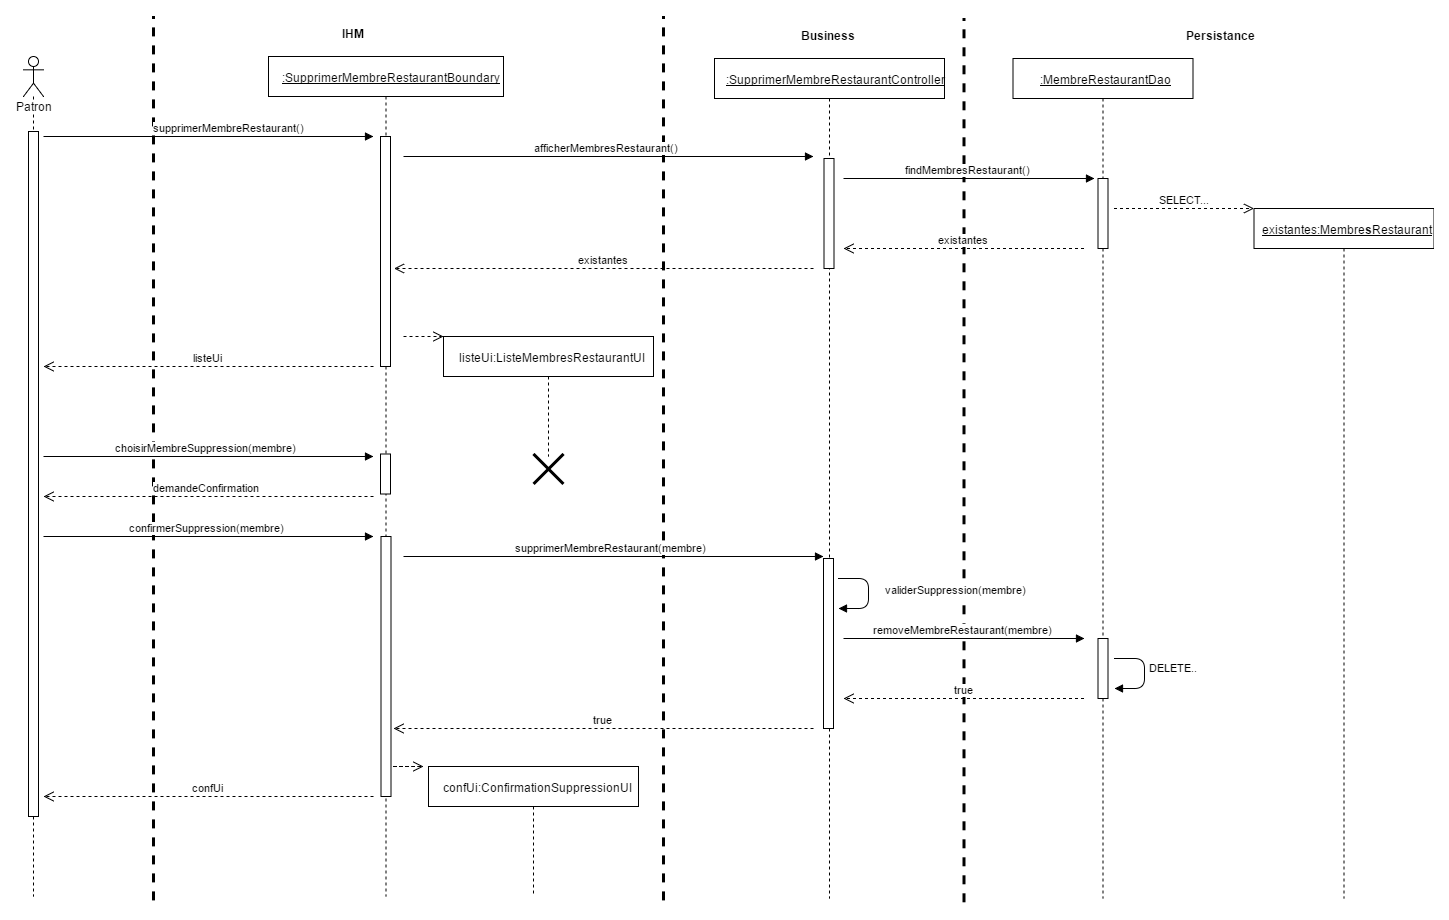 IHM
Business
Persistance
:SupprimerMembreRestaurantBoundary
:SupprimerMembreRestaurantController
:MembreRestaurantDao
Patron
supprimerMembreRestaurant()
afficherMembresRestaurant()
findMembresRestaurant()
SELECT...
existantes:MembresRestaurant
existantes
existantes
listeUi:ListeMembresRestaurantUI
listeUi
choisirMembreSuppression(membre)
demandeConfirmation
confirmerSuppression(membre)
supprimerMembreRestaurant(membre)
validerSuppression(membre)
removeMembreRestaurant(membre)
DELETE..
true
true
confUi:ConfirmationSuppressionUI
confUi